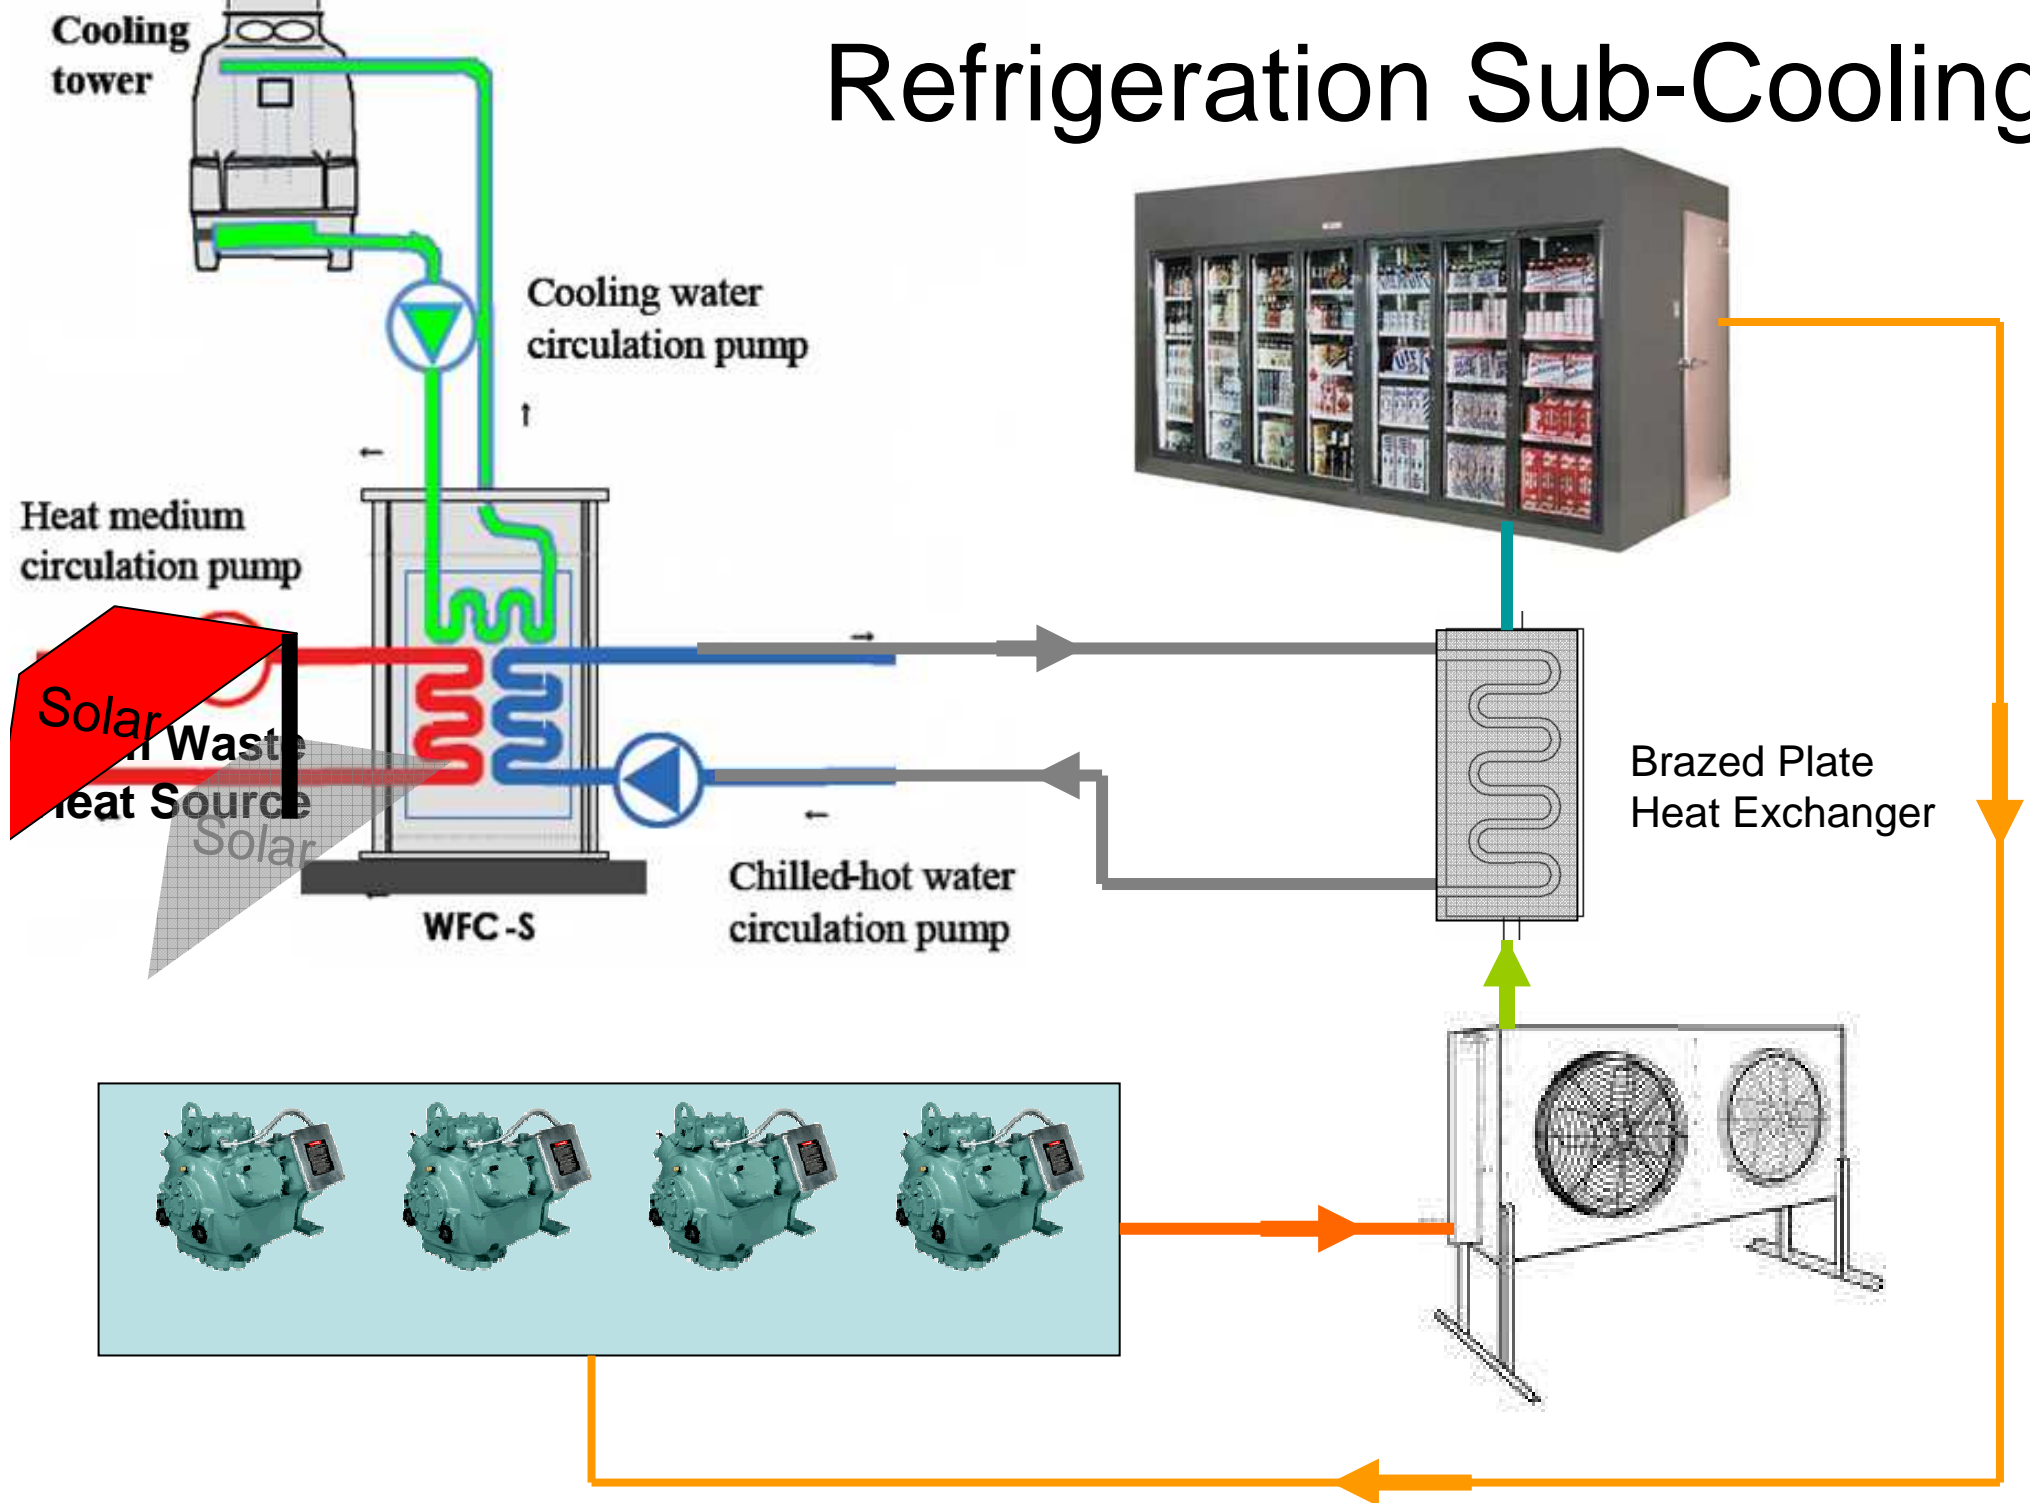 Cooling
tower
Refrigeration Sub-Cooling
Cooling water
circulation pump
Heat medium
circulation pump
Solar
Waste
Heat Source
Solar
WFC-S
Chilled-hot water
circulation pump
Brazed Plate
Heat Exchanger